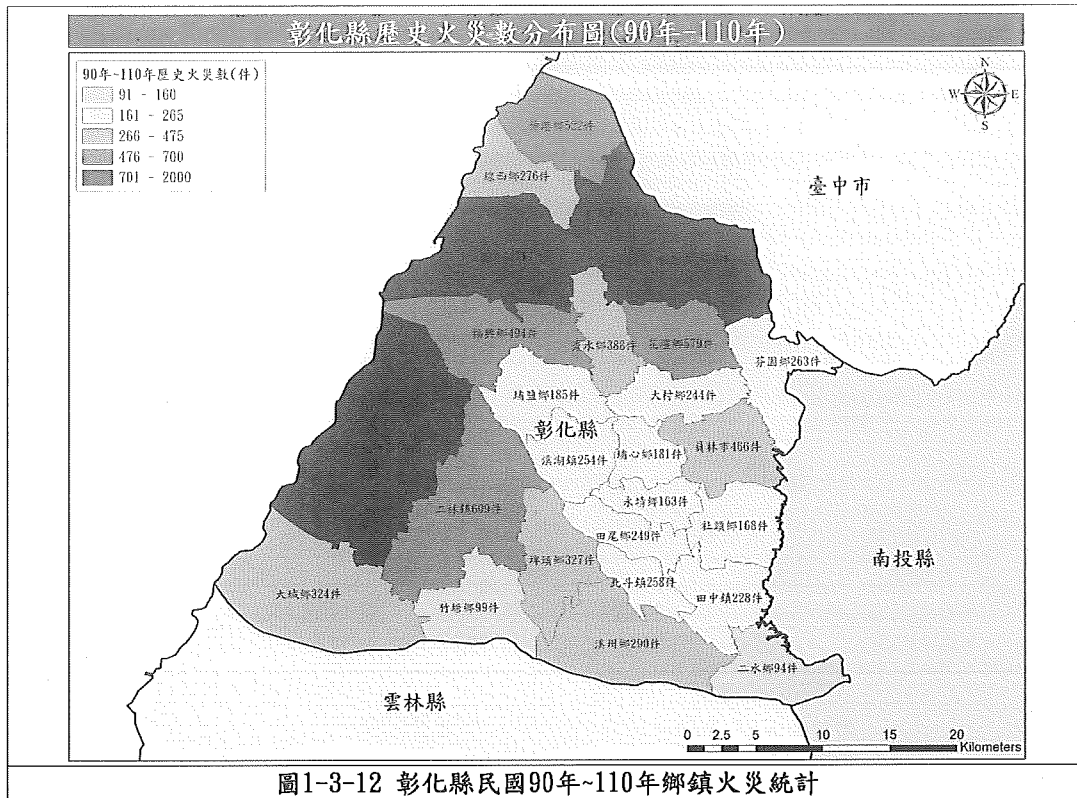 彰化縣歷史火災數分布圖(90年-110年)
90年~110年歷史火災數(件)
91 - 160
161 - 265
266 - 475
476 - 700
701 - 2000
N
W E
S
伸港鄉522件
線西鄉276件
臺中市
福興鄉494件
秀水鄉388件
花壇鄉579件
芬園鄉263件
埔鹽鄉185件
大村鄉244件
彰化縣
溪湖鎮254件
埔心鄉181件
員林市466件
永靖鄉163件
二林鎮609件
田尾鄉249件
社頭鄉168件
埤頭鄉327件
南投縣
北斗鎮258件
大城鄉324件
竹塘鄉99件
田中鎮228件
溪州鄉290件
二水鄉94件
雲林縣
0 2.5 5 10 15 20
Kilometers
圖1-3-12 彰化縣民國90年~110年鄉鎮火災統計